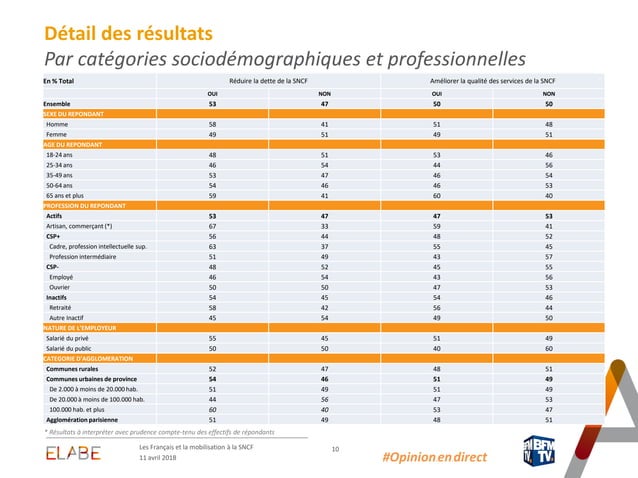 Détail des résultats
Par catégories sociodémographiques et professionnelles
En % Total Réduire la dette de la SNCF Améliorer la qualité des services de la SNCF
OUI NON OUI NON
Ensemble 53 47 50 50
SEXE DU REPONDANT
Homme 58 41 51 48
Femme 49 51 49 51
AGE DU REPONDANT
18-24 ans 48 51 53 46
25-34 ans 46 54 44 56
35-49 ans 53 47 46 54
50-64 ans 54 46 46 53
65 ans et plus 59 41 60 40
PROFESSION DU REPONDANT
Actifs 53 47 47 53
Artisan, commerçant (*) 67 33 59 41
CSP+ 56 44 48 52
Cadre, profession intellectuelle sup. 63 37 55 45
Profession intermédiaire 51 49 43 57
CSP- 48 52 45 55
Employé 46 54 43 56
Ouvrier 50 50 47 53
Inactifs 54 45 54 46
Retraité 58 42 56 44
Autre Inactif 45 54 49 50
NATURE DE L'EMPLOYEUR
Salarié du privé 55 45 51 49
Salarié du public 50 50 40 60
CATEGORIE D'AGGLOMERATION
Communes rurales 52 47 48 51
Communes urbaines de province 54 46 51 49
De 2.000 à moins de 20.000 hab. 51 49 51 49
De 20.000 à moins de 100.000 hab. 44 56 47 53
100.000 hab. et plus 60 40 53 47
Agglomération parisienne 51 49 48 51
* Résultats à interpréter avec prudence compte-tenu des effectifs de répondants
ELABE
Les Français et la mobilisation à la SNCF
11 avril 2018
10
#Opinion en direct
BFM
TV